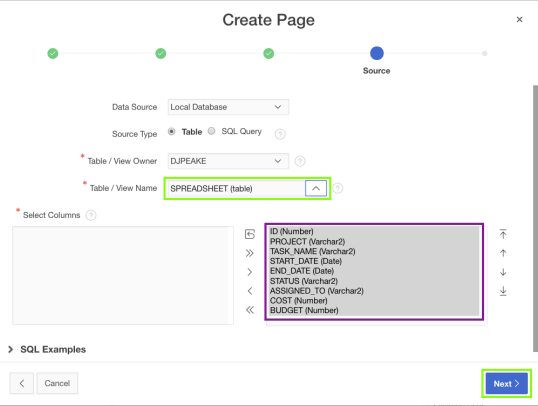 Create Page
×
Source
Data Source Local Database
Source Type Table SQL Query ?
* Table / View Owner DJPEAKE ?
* Table / View Name SPREADSHEET (table) ?
* Select Columns ?
ID (Number)
PROJECT (Varchar2)
TASK_NAME (Varchar2)
START_DATE (Date)
END_DATE (Date)
STATUS (Varchar2)
ASSIGNED_TO (Varchar2)
COST (Number)
BUDGET (Number)
SQL Examples
Cancel
Next